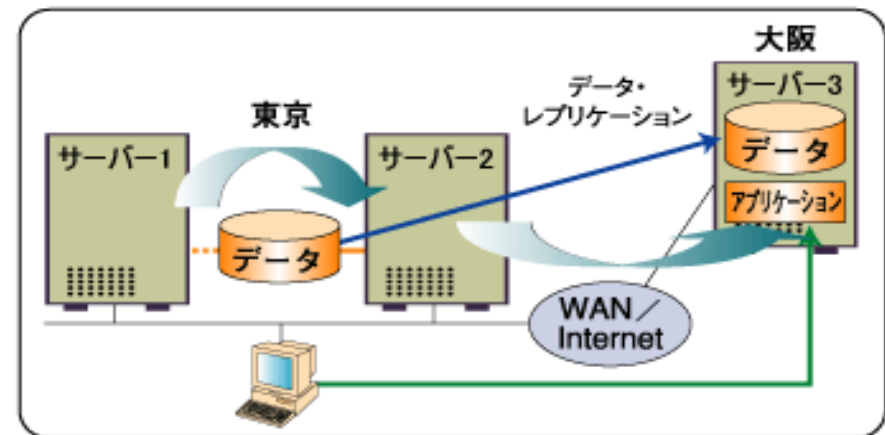 大阪
サーバー3
データ・
レプリケーション
東京
サーバー1
サーバー2
データ
アプリケーション
データ
WAN／
Internet